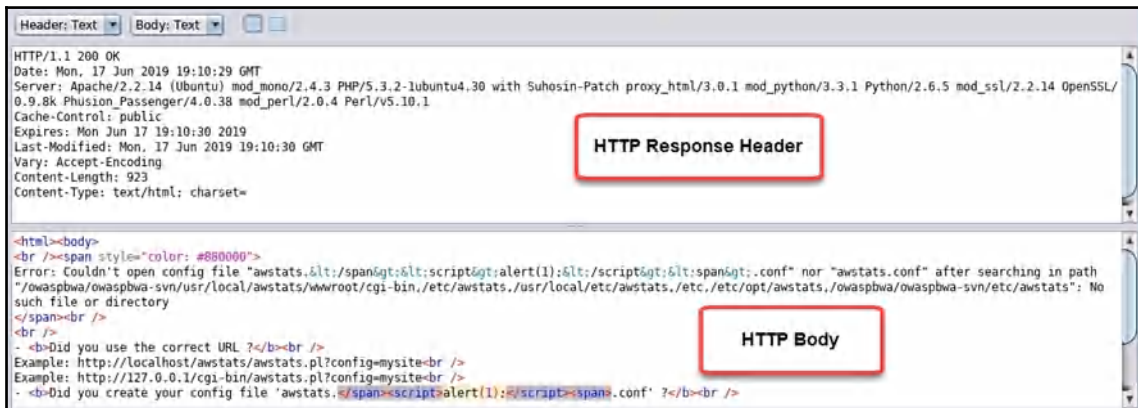 Header: Text Body: Text
HTTP/1.1 200 OK
Date: Mon, 17 Jun 2019 19:10:29 GMT
Server: Apache/2.2.14 (Ubuntu) mod_mono/2.4.3 PHP/5.3.2-1ubuntu4.30 with Suhosin-Patch proxy_html/3.0.1 mod_python/3.3.1 Python/2.6.5 mod_ssl/2.2.14 OpenSSL/
0.9.8k Phusion_Passenger/4.0.38 mod_perl/2.0.4 Perl/v5.10.1
Cache-Control: public
Expires: Mon Jun 17 19:10:30 2019
Last-Modified: Mon, 17 Jun 2019 19:10:30 GMT
Vary: Accept-Encoding
Content-Length: 923
Content-Type: text/html; charset=
HTTP Response Header
<html><body>
<br /><span style="color: #880000">
Error: Couldn't open config file "awstats.&lt;/span&gt;&lt;script&gt;alert(1);&lt;/script&gt;&lt;span&gt;.conf" nor "awstats.conf" after searching in path
"/owaspbwa/owaspbwa-svn/usr/local/awstats/wwwroot/cgi-bin,/etc/awstats,/usr/local/etc/awstats,/etc,/etc/opt/awstats,/owaspbwa/owaspbwa-svn/etc/awstats": No
such file or directory
</span><br />
<br />
- <b>Did you use the correct URL ?</b><br />
Example: http://localhost/awstats/awstats.pl?config=mysite<br />
Example: http://127.0.0.1/cgi-bin/awstats.pl?config=mysite<br />
- <b>Did you create your config file 'awstats.</span><script>alert(1);</script><span>.conf' ?</b><br />
HTTP Body